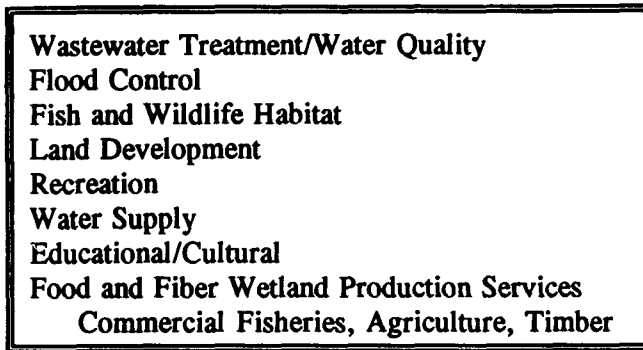 Wastewater Treatment/Water Quality
Flood Control
Fish and Wildlife Habitat
Land Development
Recreation
Water Supply
Educational/Cultural
Food and Fiber Wetland Production Services
Commercial Fisheries, Agriculture, Timber